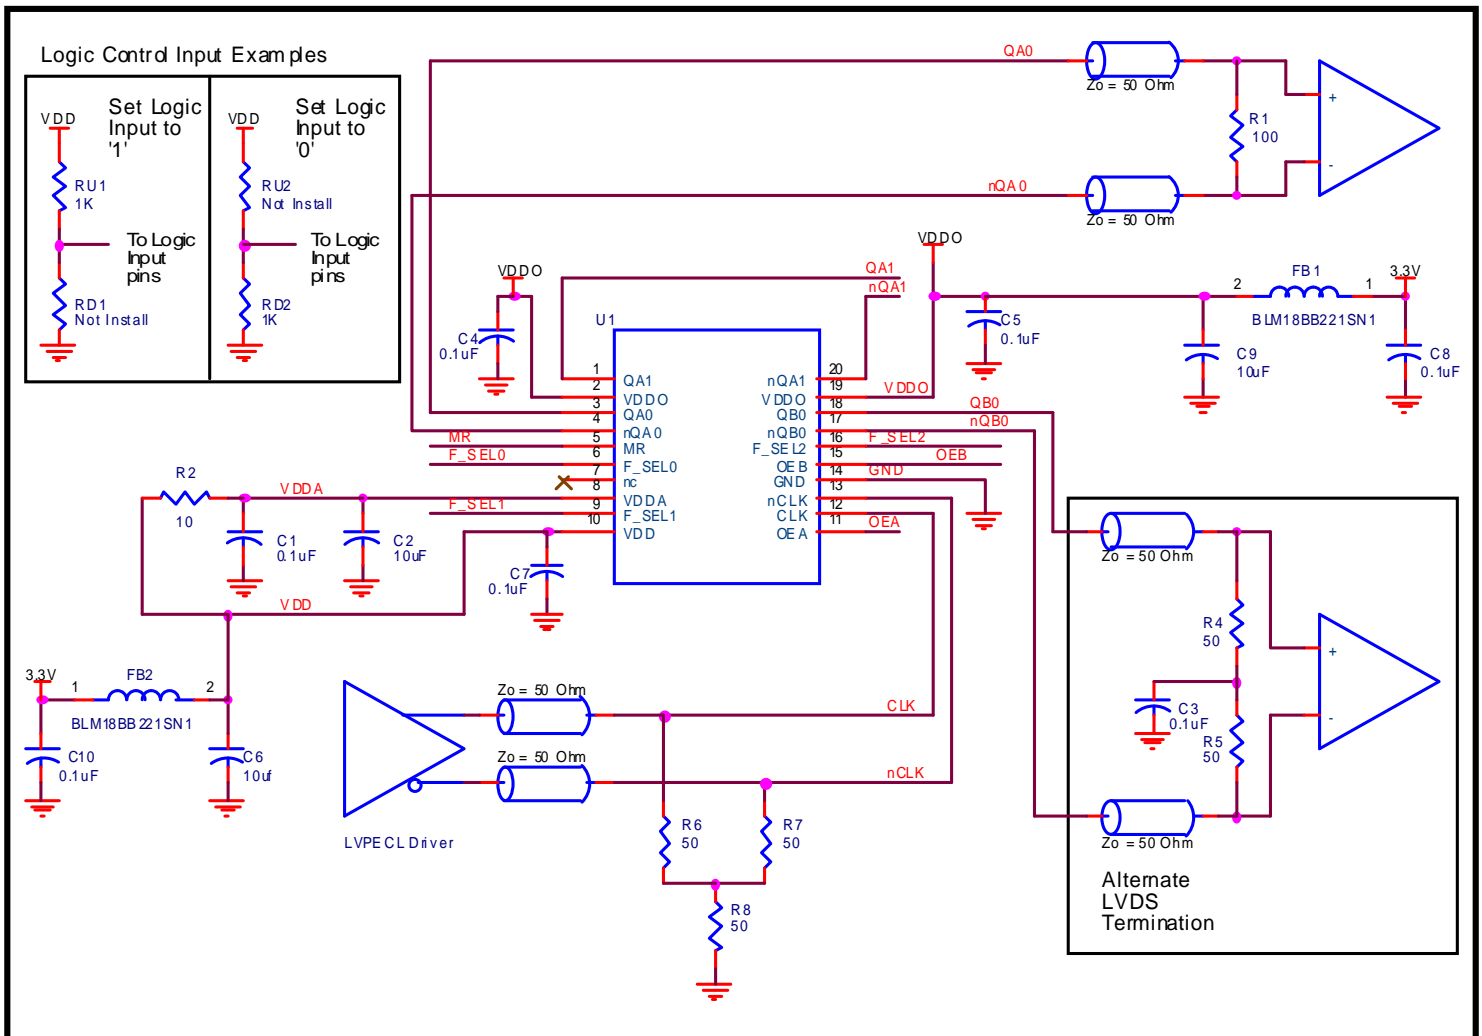 Logic Control Input Examples
VDD
Set Logic
Input to
'1'
RU1
1K
To Logic
Input
pins
RD1
Not Install
VDD
Set Logic
Input to
'0'
RU2
Not Install
To Logic
Input
pins
RD2
1K
QA0
Zo = 50 Ohm
R1
100
+
-
nQA0
Zo = 50 Ohm
VDDO
C4
0.1uF
QA1
nQA1
VDDO
C5
0.1uF
2
FB1
1
BLM18BB221SN1
3.3V
C9
10uF
C8
0.1uF
U1
1
QA1
2
VDDO
3
QA0
4
nQA0
5
MR
6
F_SEL0
7
nc
8
VDDA
9
F_SEL1
10
VDD
20
nQA1
19
VDDO
18
QB0
17
nQB0
16
F_SEL2
15
OEB
14
GND
13
nCLK
12
CLK
11
OEA
MR
F_SEL0
VDDA
F_SEL1
VDDO
QB0
nQB0
F_SEL2
OEB
GND
OEA
R2
10
C1
0.1uF
C2
10uF
C7
0.1uF
VDD
3.3V
1
FB2
2
BLM18BB221SN1
C10
0.1uF
C6
10uf
LVPECL Driver
Zo = 50 Ohm
Zo = 50 Ohm
CLK
nCLK
R6
50
R7
50
R8
50
Zo = 50 Ohm
R4
50
C3
0.1uF
R5
50
+
-
Zo = 50 Ohm
Alternate
LVDS
Termination